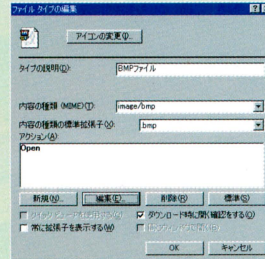 ファイル タイプの編集
アイコンの変更(I)...
タイプの説明(D):
BMPファイル
内容の種類 (MIME)(T):
image/bmp
内容の種類の標準拡張子(X):
.bmp
アクション(A):
Open
新規(N)...
編集(E)...
削除(R)
標準(S)
ダウンロード時に開く確認をする(O)
常に拡張子を表示する(W)
OK
キャンセル